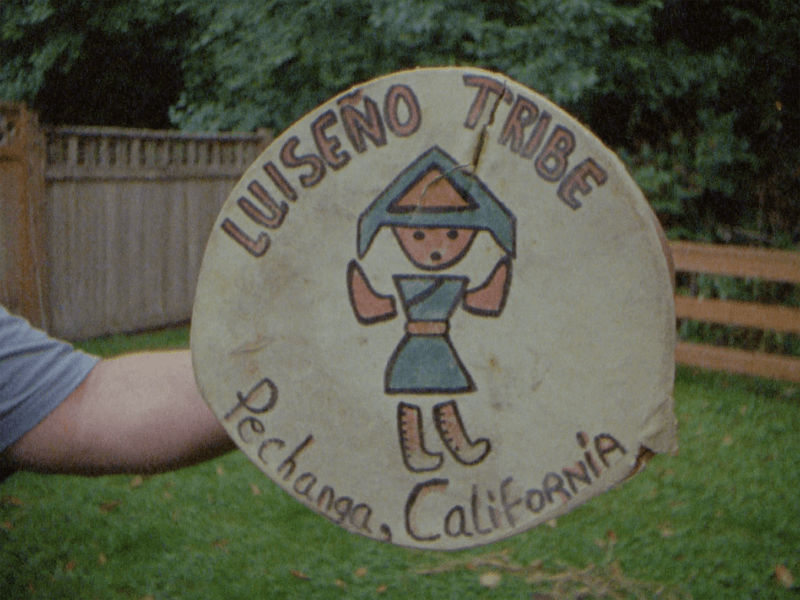 LUISEÑO TRIBE
Pechanga, CaliforniA